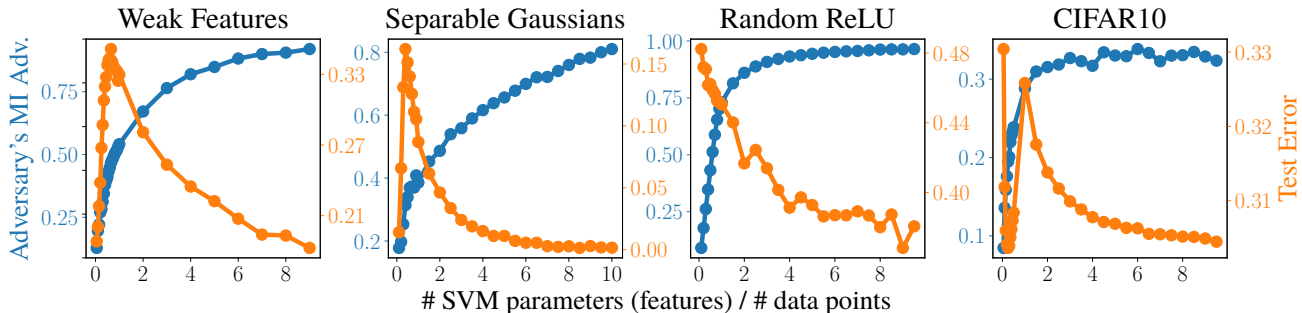 Weak Features
Separable Gaussians
Random ReLU
CIFAR10
Adversary's MI Adv.
0.75
0.50
0.25
0.33
0.27
0.21
0 2 4 6 8
0.8
0.6
0.4
0.2
0.15
0.10
0.05
0.00
0 2 4 6 8 10
1.00
0.75
0.50
0.25
0.48
0.44
0.40
0 2 4 6 8
0.3
0.2
0.1
0.33
0.32
0.31
0 2 4 6 8
Test Error
# SVM parameters (features) / # data points